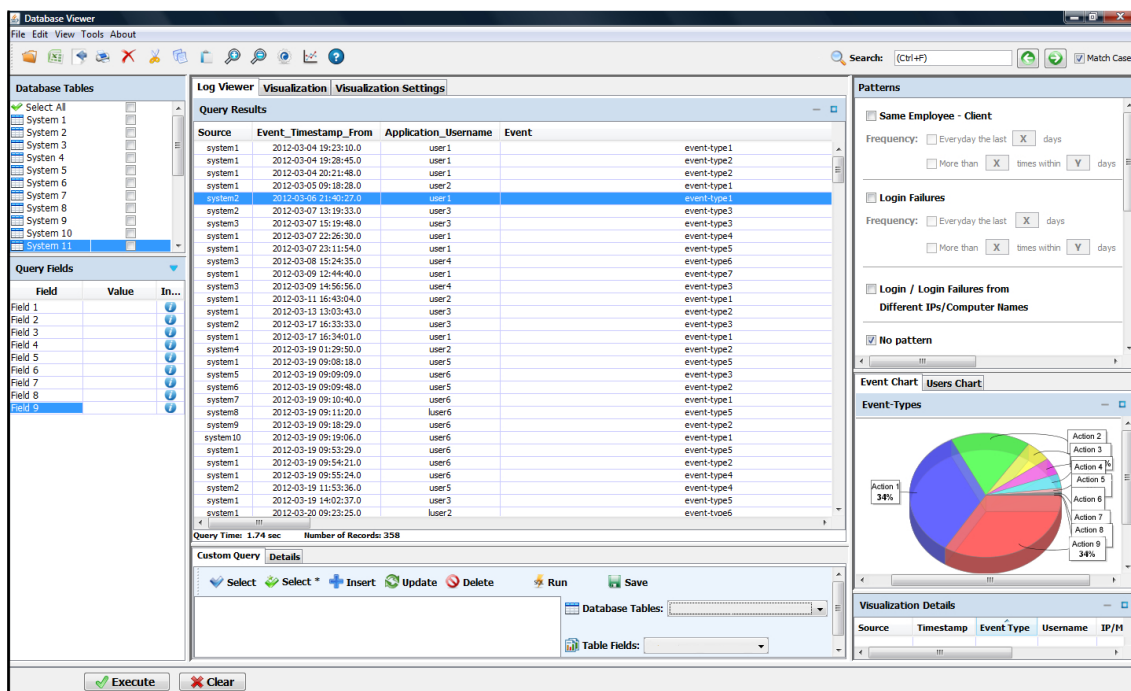 Database Viewer
File Edit View Tools About
Search: (Ctrl+F) Match Case
Database Tables
Select All
System 1
System 2
System 3
Systen 4
System 5
System 6
System 7
System 8
System 9
System 10
System 11
Query Fields
Field Value In...
Field 1
Field 2
Field 3
Field 4
Field 5
Field 6
Field 7
Field 8
Field 9
Log Viewer Visualization Visualization Settings
Query Results
Source Event_Timestamp_From Application_Username Event
system1 2012-03-04 19:23:10.0 user1 event-type1
system1 2012-03-04 19:28:45.0 user1 event-type2
system1 2012-03-04 20:21:48.0 user1 event-type2
system1 2012-03-05 09:18:28.0 user2 event-type1
system2 2012-03-06 21:40:27.0 user1 event-type1
system2 2012-03-07 13:19:33.0 user3 event-type3
system3 2012-03-07 15:19:48.0 user3 event-type3
system1 2012-03-07 22:26:30.0 user1 event-type4
system1 2012-03-07 23:11:54.0 user1 event-type5
system3 2012-03-08 15:24:35.0 user4 event-type6
system1 2012-03-09 12:44:40.0 user1 event-type7
system3 2012-03-09 14:56:56.0 user4 event-type3
system1 2012-03-11 16:43:04.0 user2 event-type1
system1 2012-03-13 13:03:43.0 user3 event-type2
system2 2012-03-17 16:33:33.0 user3 event-type3
system1 2012-03-17 16:34:01.0 user1 event-type1
system4 2012-03-19 01:29:50.0 user2 event-type2
system1 2012-03-19 09:08:18.0 user5 event-type5
system5 2012-03-19 09:09:09.0 user6 event-type3
system6 2012-03-19 09:09:48.0 user5 event-type2
system7 2012-03-19 09:10:40.0 user6 event-type1
system8 2012-03-19 09:11:20.0 luser6 event-type5
system9 2012-03-19 09:18:29.0 user6 event-type2
system10 2012-03-19 09:19:06.0 user6 event-type1
system1 2012-03-19 09:53:29.0 user6 event-type5
system1 2012-03-19 09:54:21.0 user6 event-type2
system1 2012-03-19 09:55:24.0 user6 event-type4
system2 2012-03-19 11:53:36.0 user5 event-type4
system1 2012-03-19 14:02:37.0 user3 event-type5
system1 2012-03-20 09:23:25.0 luser2 event-type6
Query Time: 1.74 sec Number of Records: 358
Custom Query Details
Select Select * Insert Update Delete Run Save
Database Tables:
Table Fields:
Execute Clear
Patterns
Same Employee - Client
Frequency: Everyday the last X days
More than X times within Y days
Login Failures
Frequency: Everyday the last X days
More than X times within Y days
Login / Login Failures from
Different IPs/Computer Names
No pattern
Event Chart Users Chart
Event-Types
Action 2
Action 3
%
Action 4
Action 5
Action 1
34%
Action 6
Action 7
Action 8
Action 9
34%
Visualization Details
Source Timestamp Event Type Username IP/M